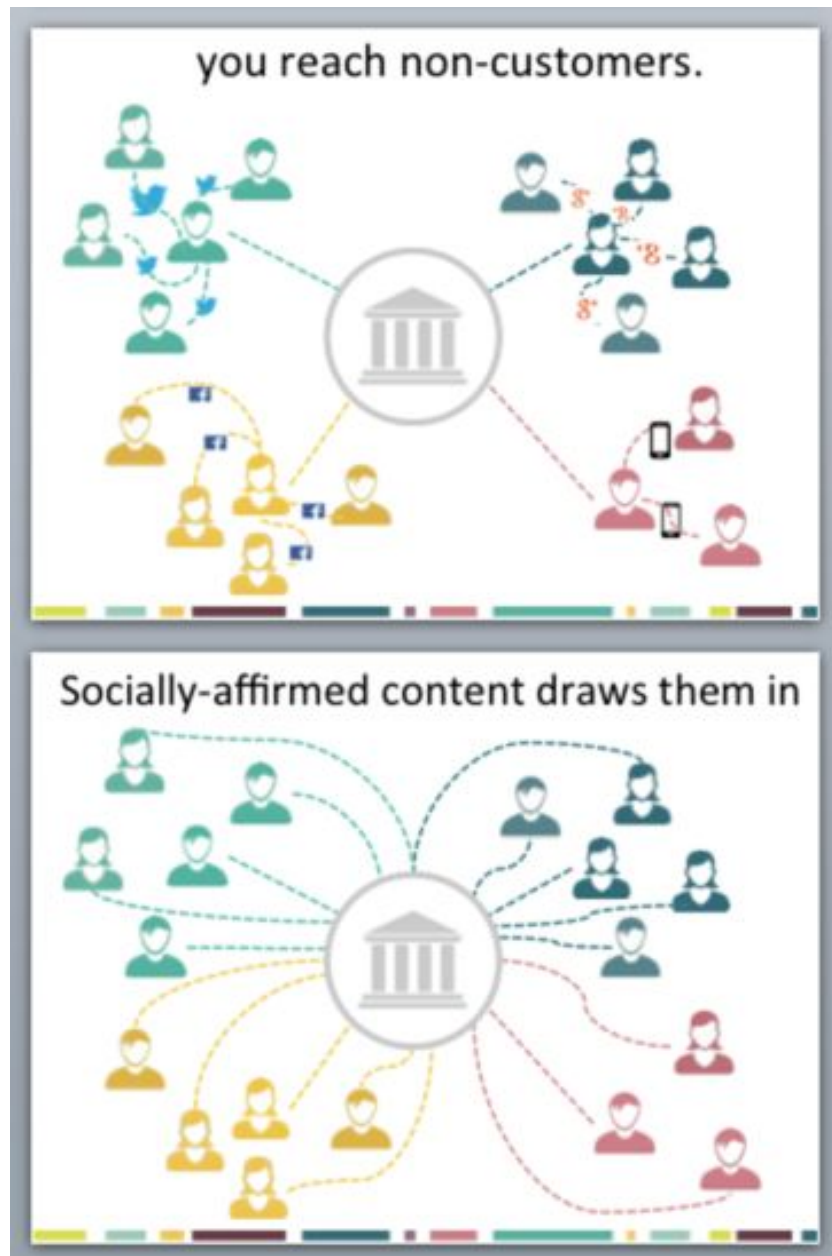 you reach non-customers.
Socially-affirmed content draws them in